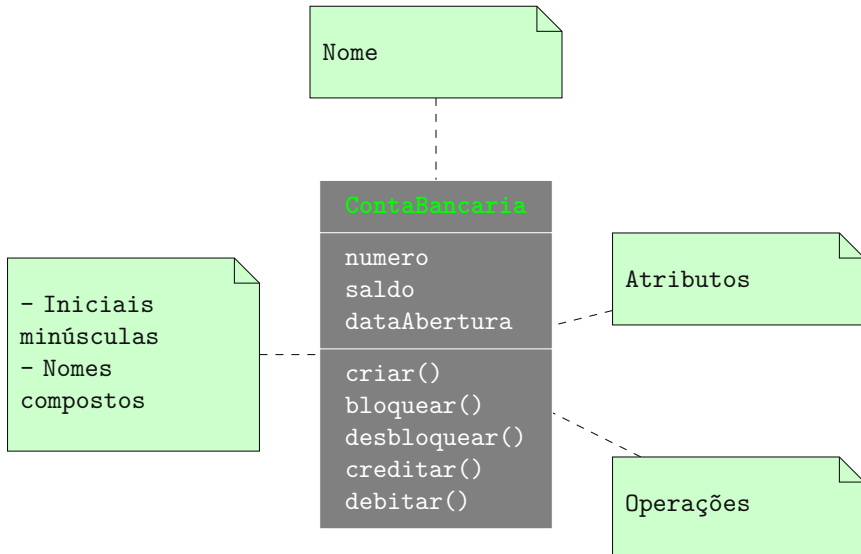 Nome
ContaBancaria
numero
saldo
dataAbertura
criar()
bloquear()
desbloquear()
creditar()
debitar()
- Iniciais
minúsculas
- Nomes
compostos
Atributos
Operações